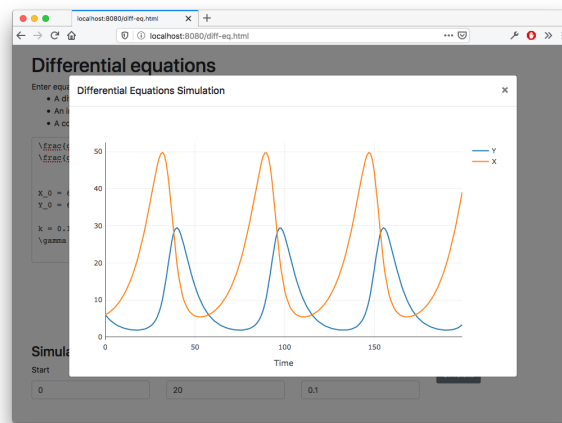 localhost:8080/diff-eq.html
localhost:8080/diff-eq.html
Differential equations
Enter equa
Differential Equations Simulation
A di
An i
A co
\frac{
\frac{
X_0 =
Y_0 =
k = 0.
\gamma
50
40
30
20
10
0
0
50
100
150
Time
Y
X
Simula
Start
0
20
0.1